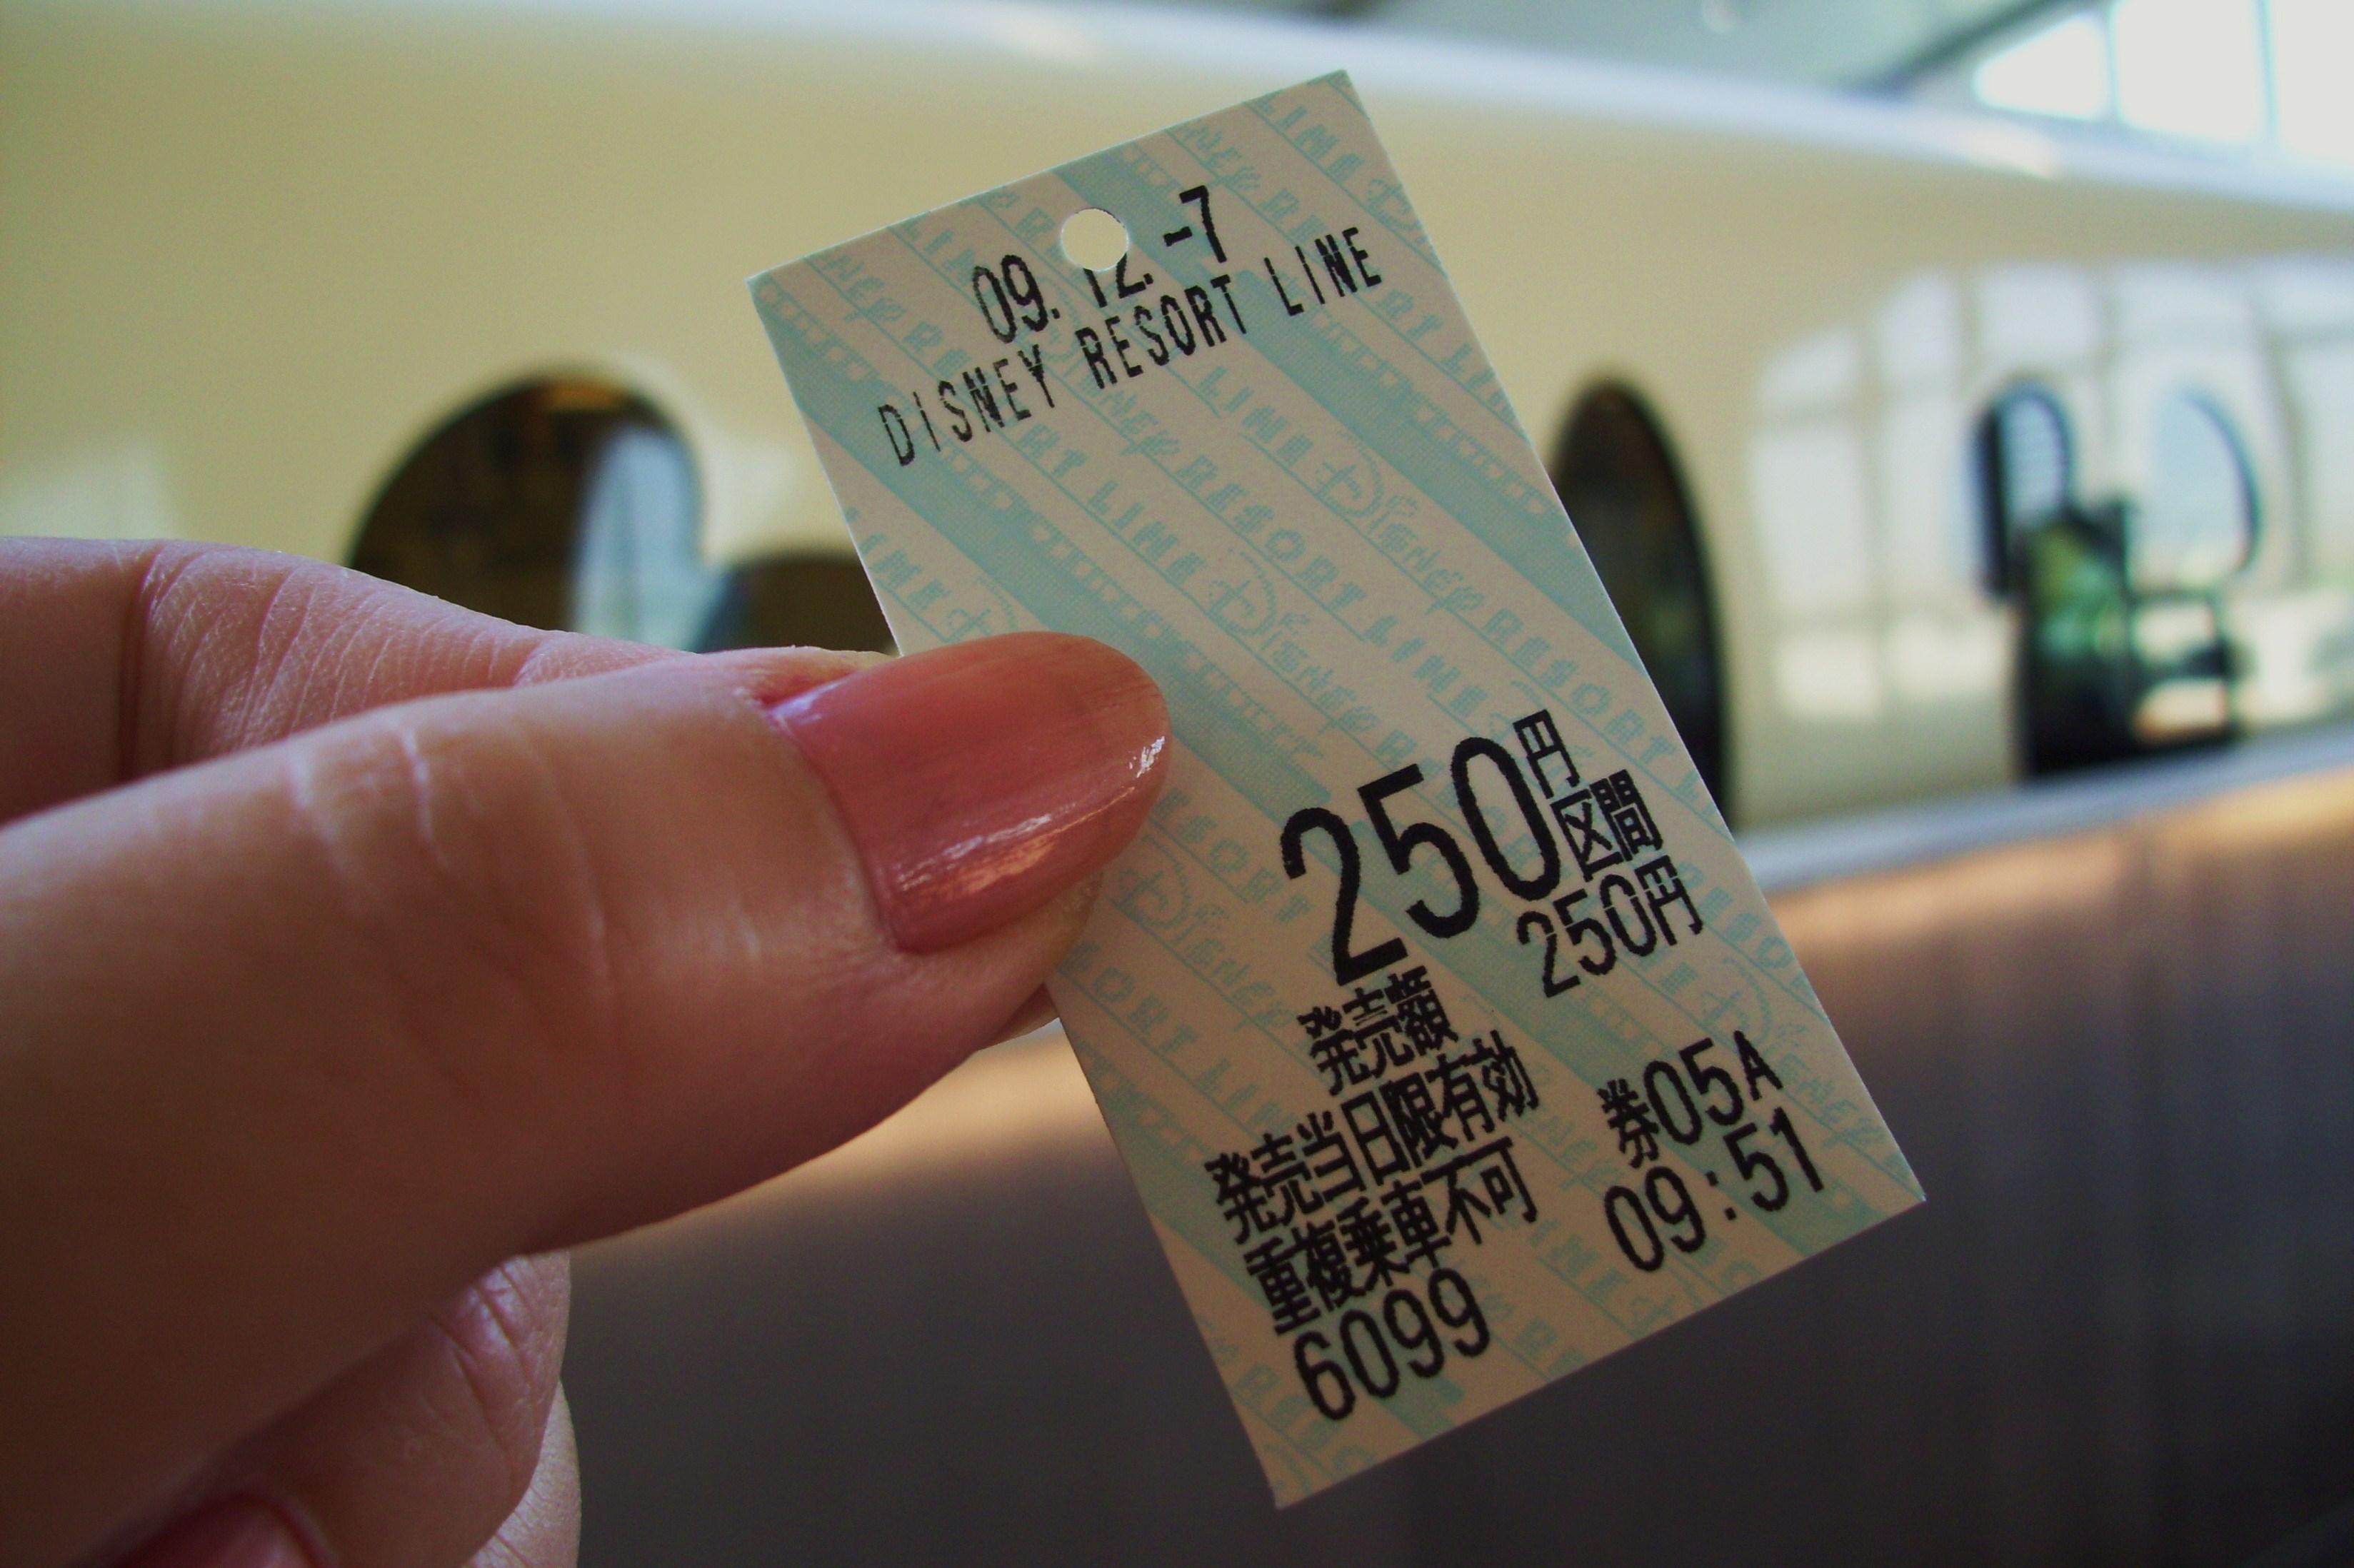 09. 12. -7
DISNEY RESORT LINE
250円区間
250円
発売額
発売当日限有効
重複乗車不可
券05A
6099
09:51